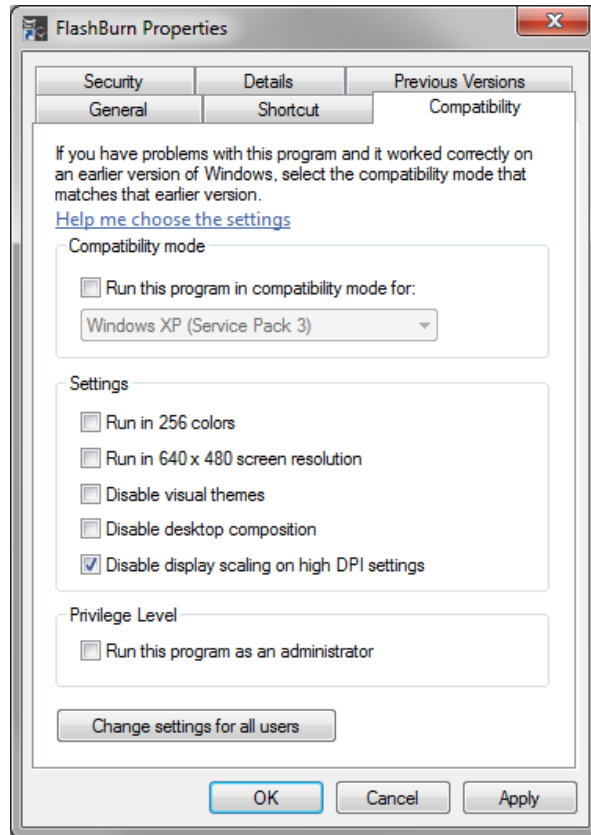 FlashBurn Properties
Security
Details
Previous Versions
General
Shortcut
Compatibility
If you have problems with this program and it worked correctly on
an earlier version of Windows, select the compatibility mode that
matches that earlier version.
Help me choose the settings
Compatibility mode
Run this program in compatibility mode for:
Windows XP (Service Pack 3)
Settings
Run in 256 colors
Run in 640 x 480 screen resolution
Disable visual themes
Disable desktop composition
Disable display scaling on high DPI settings
Privilege Level
Run this program as an administrator
Change settings for all users
OK
Cancel
Apply